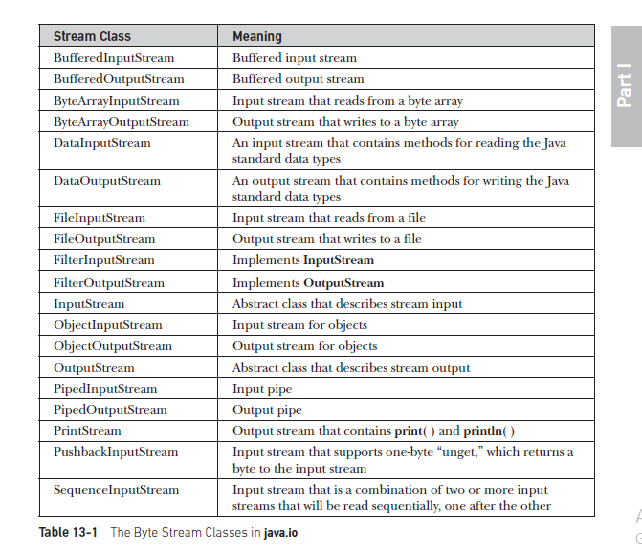 Stream Class Meaning
BufferedInputStream Buffered input stream
BufferedOutputStream Buffered output stream
ByteArrayInputStream Input stream that reads from a byte array
ByteArrayOutputStream Output stream that writes to a byte array
DataInputStream An input stream that contains methods for reading the Java
standard data types
DataOutputStream An output stream that contains methods for writing the Java
standard data types
FileInputStream Input stream that reads from a file
FileOutputStream Output stream that writes to a file
FilterInputStream Implements InputStream
FilterOutputStream Implements OutputStream
InputStream Abstract class that describes stream input
ObjectInputStream Input stream for objects
ObjectOutputStream Output stream for objects
OutputStream Abstract class that describes stream output
PipedInputStream Input pipe
PipedOutputStream Output pipe
PrintStream Output stream that contains print( ) and println( )
PushbackInputStream Input stream that supports one-byte “unget,” which returns a
byte to the input stream
SequenceInputStream Input stream that is a combination of two or more input
streams that will be read sequentially, one after the other
Table 13-1 The Byte Stream Classes in java.io
Part I